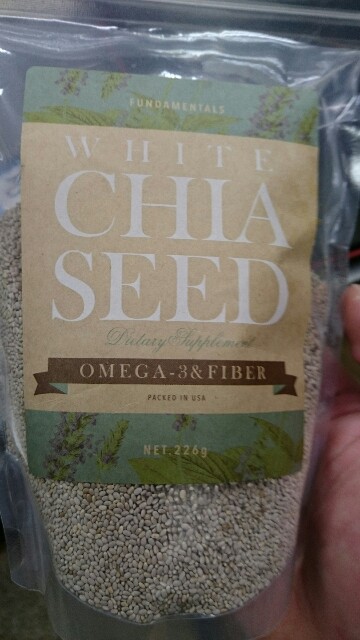 FUNDAMENTALS
WHITE
CHIA
SEED
Dietary Supplement
OMEGA-3&FIBER
PACKED IN USA
NET.226g